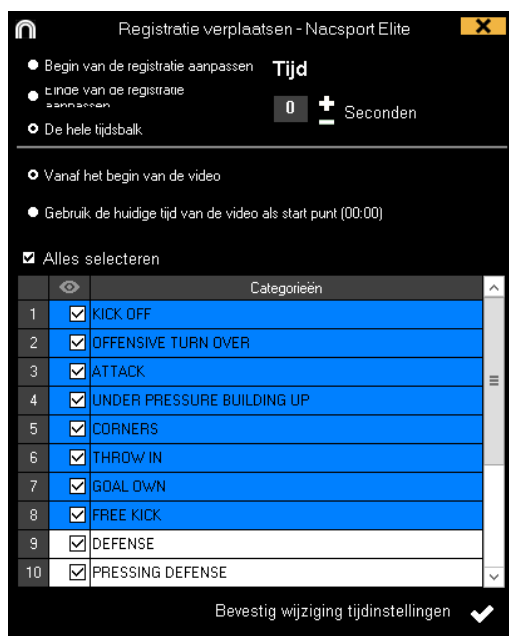 Registratie verplaatsen - Nacsport Elite
Begin van de registratie aanpassen
Tijd
Einde van de registratie
aanpassen
0
Seconden
De hele tijdsbalk
Vanaf het begin van de video
Gebruik de huidige tijd van de video als start punt (00:00)
Alles selecteren
Categorieën
1 KICK OFF
2 OFFENSIVE TURN OVER
3 ATTACK
4 UNDER PRESSURE BUILDING UP
5 CORNERS
6 THROW IN
7 GOAL OWN
8 FREE KICK
9 DEFENSE
10 PRESSING DEFENSE
Bevestig wijziging tijdinstellingen